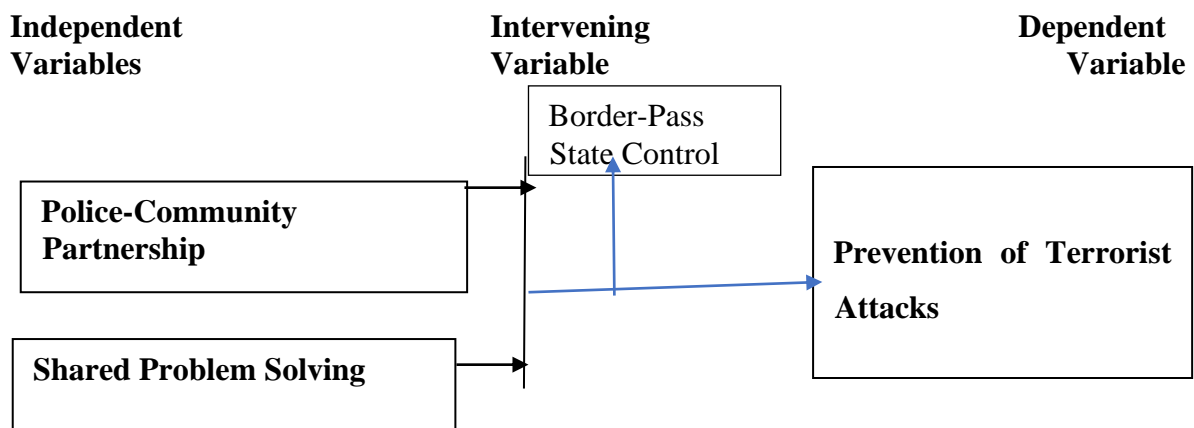 Independent Variables
Intervening Variable
Dependent Variable
Border-Pass
State Control
Police-Community
Partnership
Prevention of Terrorist
Attacks
Shared Problem Solving